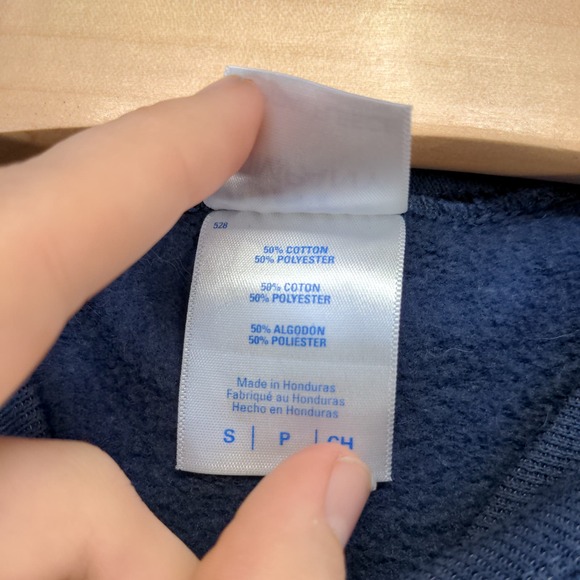 528
50% COTTON
50% POLYESTER
50% COTON
50% POLYESTER
50% ALGODÓN
50% POLIÉSTER
Made in Honduras
Fabriqué au Honduras
Hecho en Honduras
S | P | CH